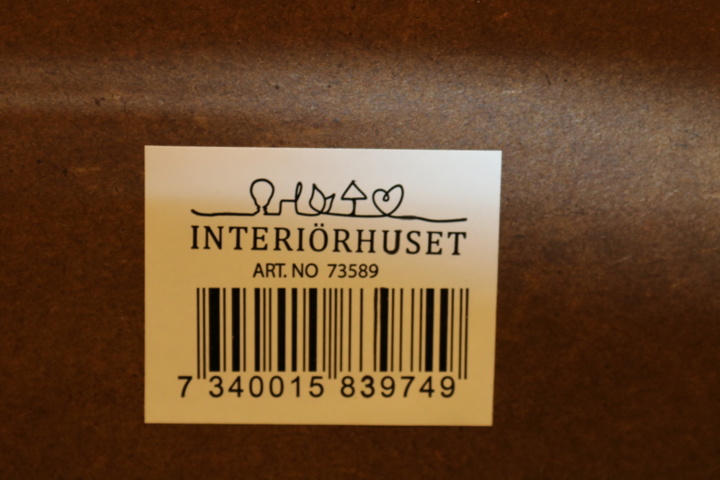 INTERIÖRHUSET
ART. NO 73589
7 340015 839749